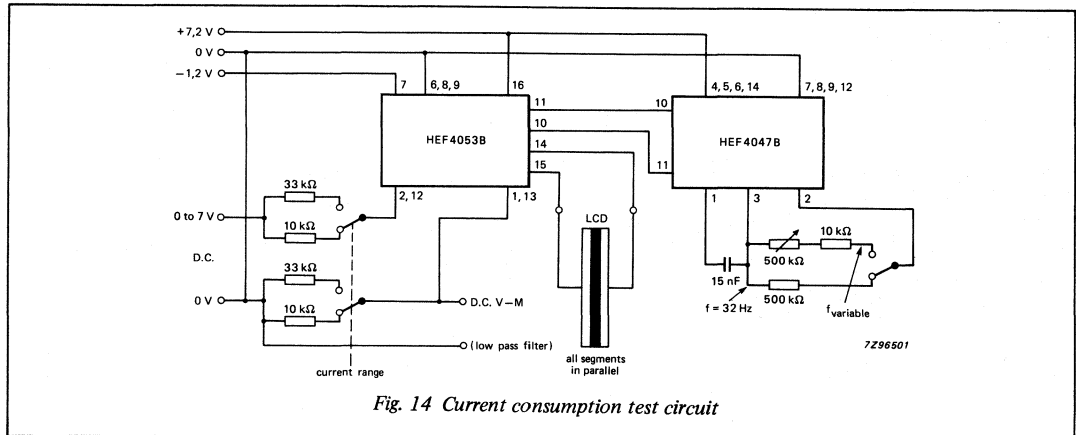 +7,2 V
0 V
−1,2 V
7
6, 8, 9
16
4, 5, 6, 14
7, 8, 9, 12
HEF4053B
11
10
14
15
10
11
HEF4047B
2, 12
1, 13
1
3
2
33 kΩ
0 to 7 V
10 kΩ
D.C.
33 kΩ
0 V
10 kΩ
D.C. V–M
(low pass filter)
current range
LCD
all segments
in parallel
15 nF
f = 32 Hz
500 kΩ
10 kΩ
500 kΩ
fvariable
7Z96501
Fig. 14 Current consumption test circuit